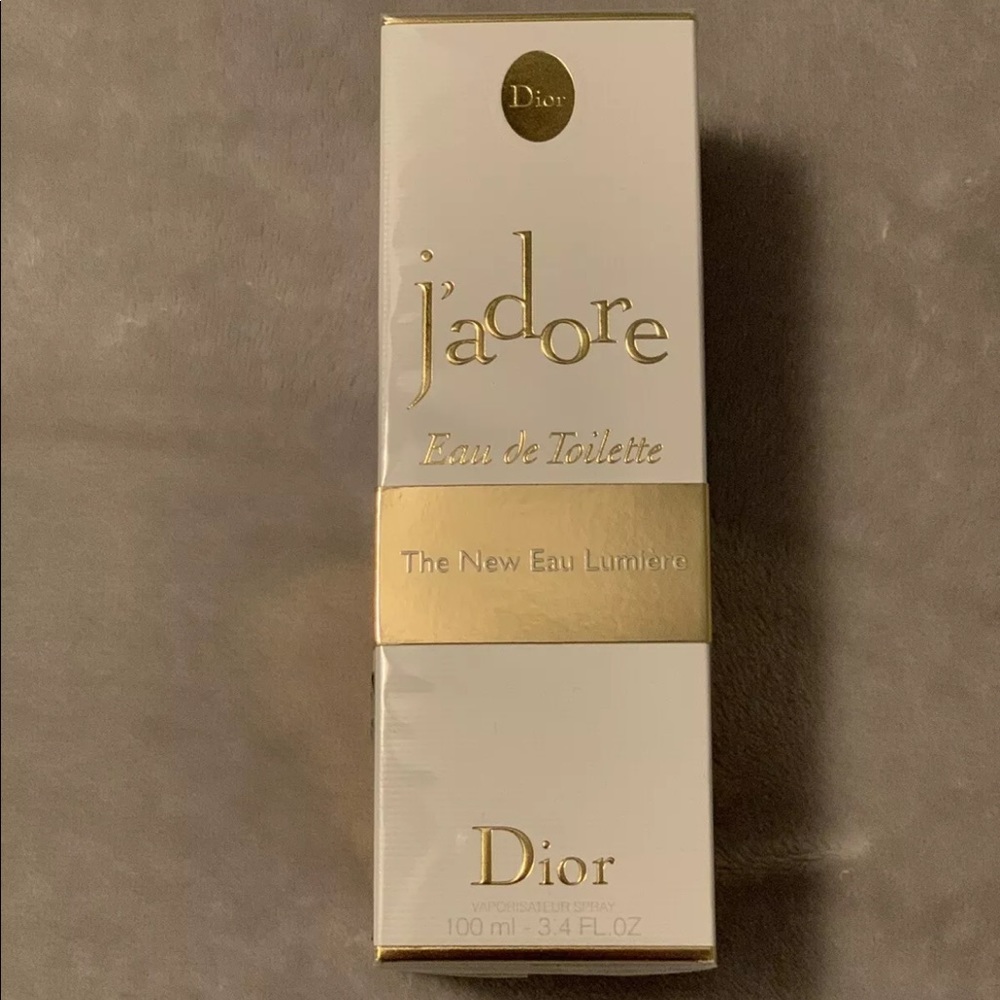 Dior
j'adore
Eau de Toilette
The New Eau Lumière
Dior
VAPORISATEUR SPRAY
100 ml - 3.4 FL.OZ